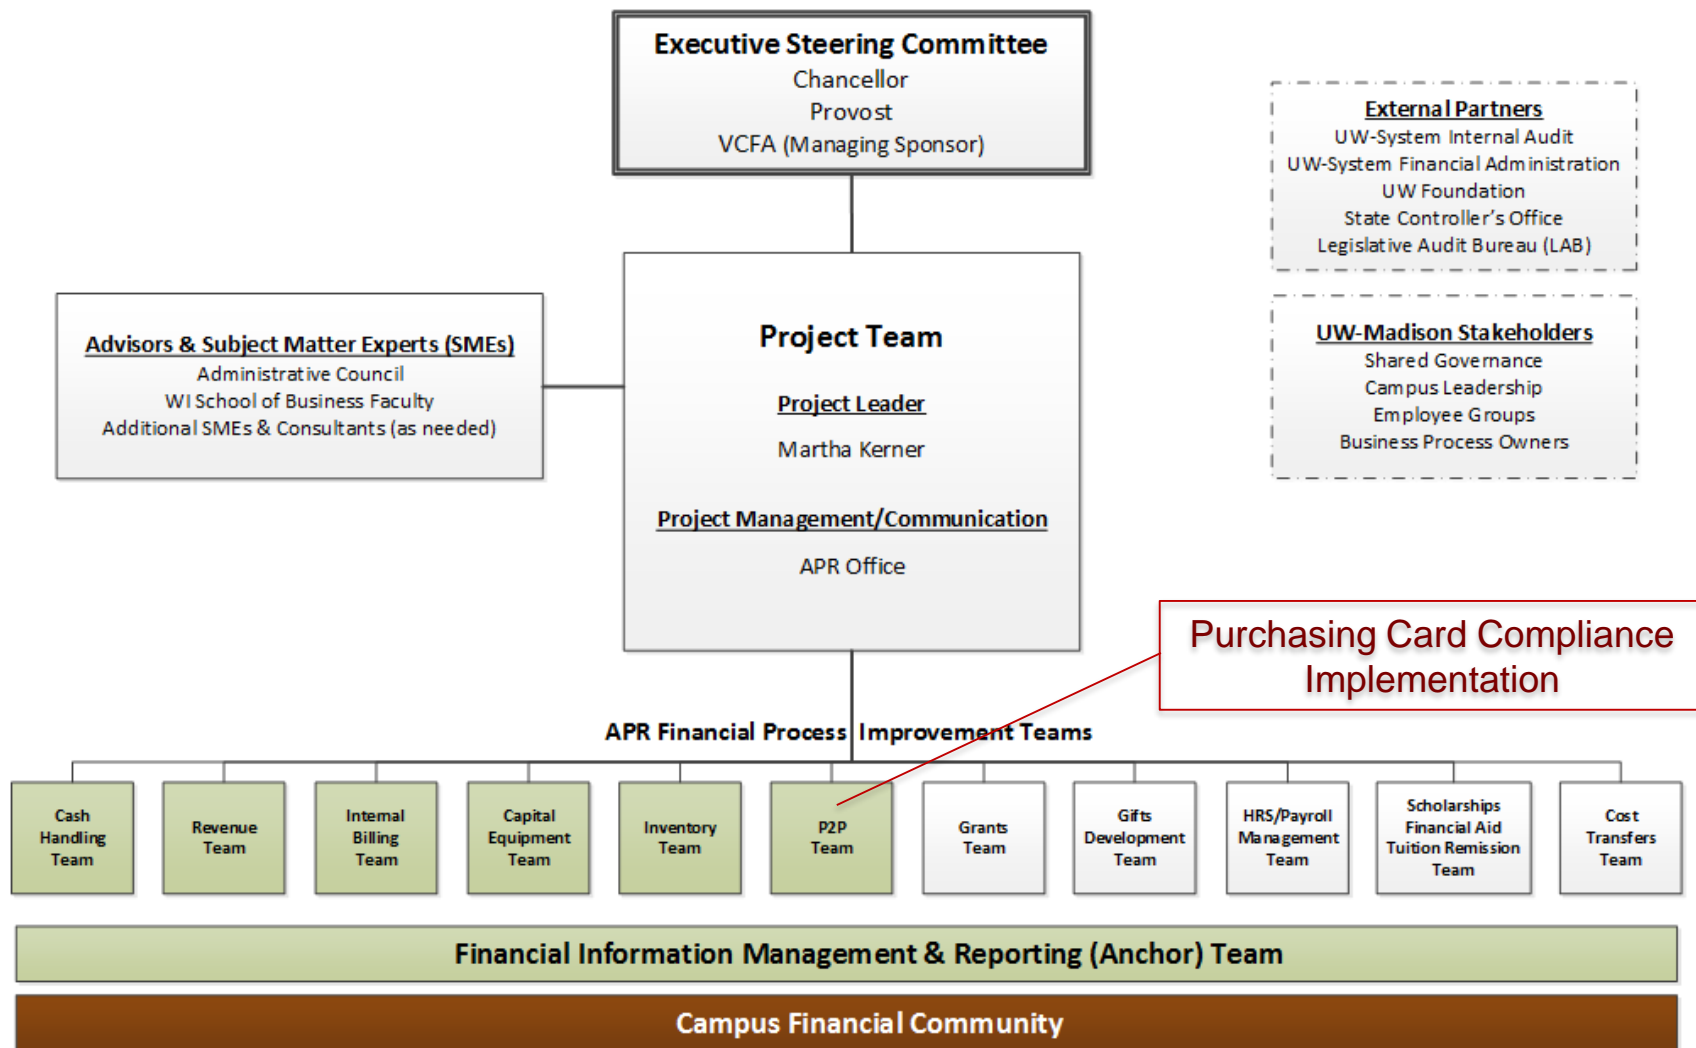 Executive Steering Committee
Chancellor
Provost
VCFA (Managing Sponsor)
External Partners
UW-System Internal Audit
UW-System Financial Administration
UW Foundation
State Controller's Office
Legislative Audit Bureau (LAB)
Advisors & Subject Matter Experts (SMEs)
Administrative Council
WI School of Business Faculty
Additional SMEs & Consultants (as needed)
Project Team
Project Leader
Martha Kerner
Project Management/Communication
APR Office
UW-Madison Stakeholders
Shared Governance
Campus Leadership
Employee Groups
Business Process Owners
Purchasing Card Compliance
Implementation
APR Financial Process Improvement Teams
Cash
Handling
Team
Revenue
Team
Internal
Billing
Team
Capital
Equipment
Team
Inventory
Team
P2P
Team
Grants
Team
Gifts
Development
Team
HRS/Payroll
Management
Team
Scholarships
Financial Aid
Tuition Remission
Team
Cost
Transfers
Team
Financial Information Management & Reporting (Anchor) Team
Campus Financial Community